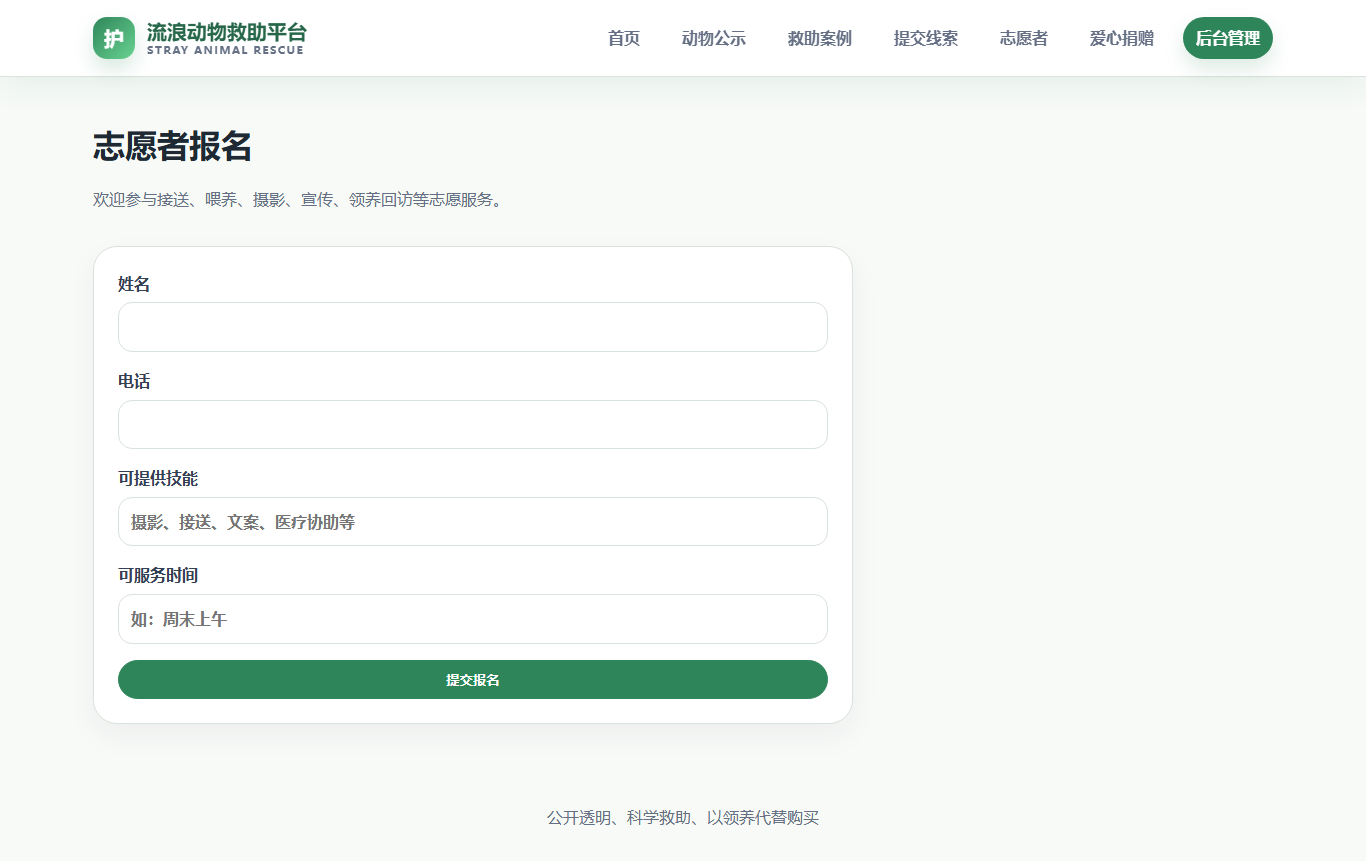 护
流浪动物救助平台
STRAY ANIMAL RESCUE
首页 动物公示 救助案例 提交线索 志愿者 爱心捐赠 后台管理
志愿者报名
欢迎参与接送、喂养、摄影、宣传、领养回访等志愿服务。
姓名
电话
可提供技能
摄影、接送、文案、医疗协助等
可服务时间
如：周末上午
提交报名
公开透明、科学救助、以领养代替购买